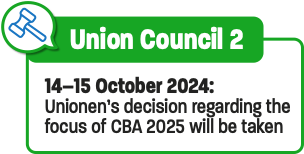 Union Council 2
14–15 October 2024:
Unionen's decision regarding the
focus of CBA 2025 will be taken